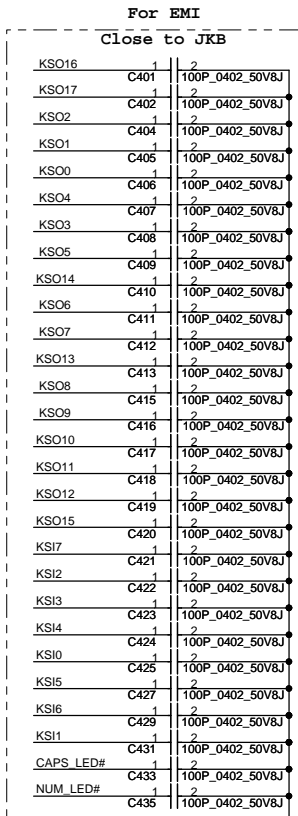 For EMI
Close to JKB
KSO16 1 2
C401 100P_0402_50V8J
KSO17 1 2
C402 100P_0402_50V8J
KSO2 1 2
C404 100P_0402_50V8J
KSO1 1 2
C405 100P_0402_50V8J
KSO0 1 2
C406 100P_0402_50V8J
KSO4 1 2
C407 100P_0402_50V8J
KSO3 1 2
C408 100P_0402_50V8J
KSO5 1 2
C409 100P_0402_50V8J
KSO14 1 2
C410 100P_0402_50V8J
KSO6 1 2
C411 100P_0402_50V8J
KSO7 1 2
C412 100P_0402_50V8J
KSO13 1 2
C413 100P_0402_50V8J
KSO8 1 2
C415 100P_0402_50V8J
KSO9 1 2
C416 100P_0402_50V8J
KSO10 1 2
C417 100P_0402_50V8J
KSO11 1 2
C418 100P_0402_50V8J
KSO12 1 2
C419 100P_0402_50V8J
KSO15 1 2
C420 100P_0402_50V8J
KSI7 1 2
C421 100P_0402_50V8J
KSI2 1 2
C422 100P_0402_50V8J
KSI3 1 2
C423 100P_0402_50V8J
KSI4 1 2
C424 100P_0402_50V8J
KSI0 1 2
C425 100P_0402_50V8J
KSI5 1 2
C427 100P_0402_50V8J
KSI6 1 2
C429 100P_0402_50V8J
KSI1 1 2
C431 100P_0402_50V8J
CAPS_LED# 1 2
C433 100P_0402_50V8J
NUM_LED# 1 2
C435 100P_0402_50V8J